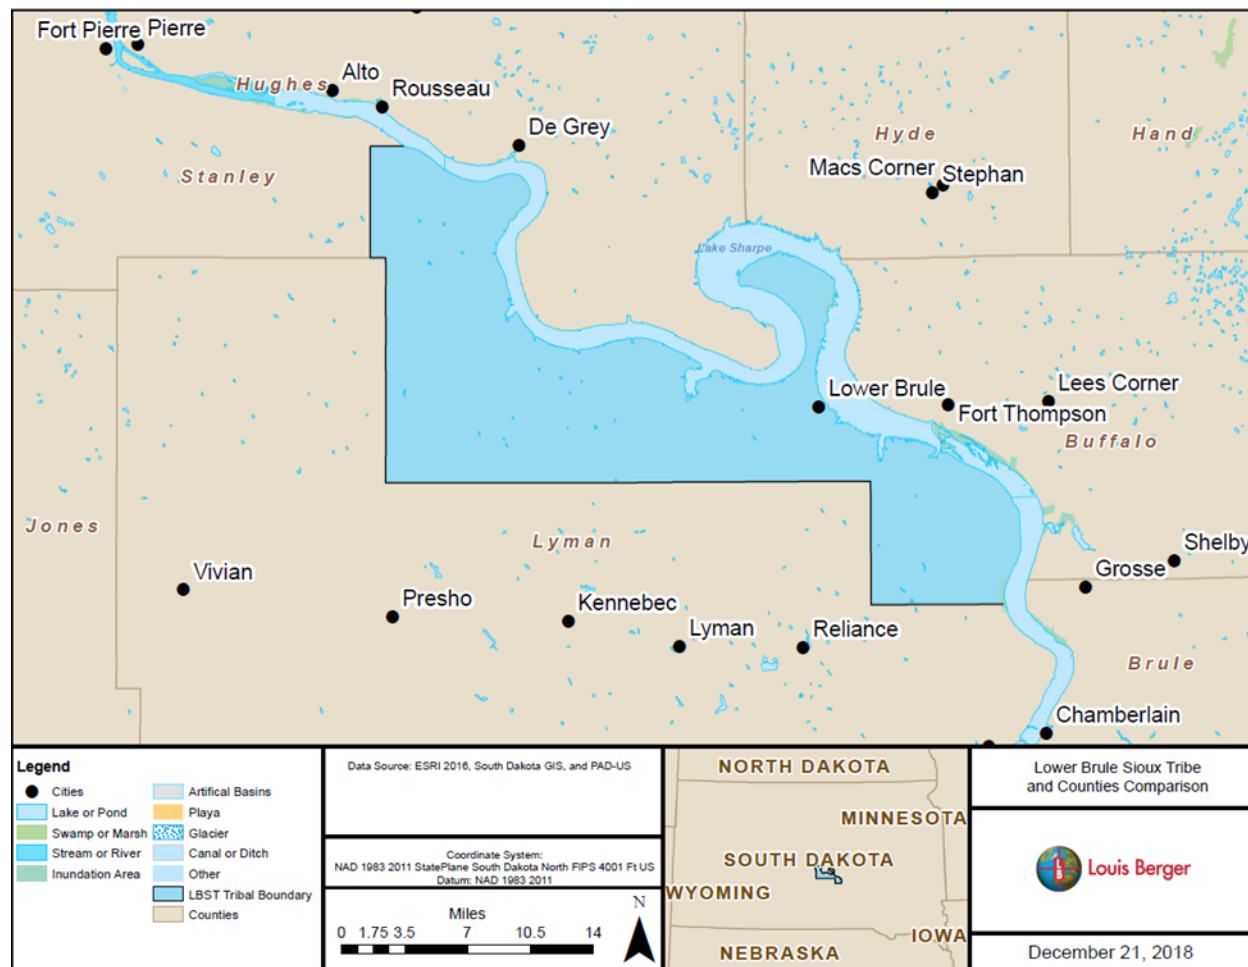 Fort Pierre
Pierre
Hughes
Alto
Rousseau
De Grey
Hyde
Hand
Macs Corner
Stephan
Stanley
Lake Sharpe
Lower Brule
Fort Thompson
Lees Corner
Buffalo
Jones
Lyman
Shelby
Grosse
Vivian
Presho
Kennebec
Lyman
Reliance
Brule
Chamberlain
Legend
Cities
Lake or Pond
Swamp or Marsh
Stream or River
Inundation Area
Artifical Basins
Playa
Glacier
Canal or Ditch
Other
LBST Tribal Boundary
Counties
Data Source: ESRI 2016, South Dakota GIS, and PAD-US
Coordinate System:
NAD 1983 2011 StatePlane South Dakota North FIPS 4001 Ft US
Datum: NAD 1983 2011
Miles
0 1.75 3.5 7 10.5 14
N
NORTH DAKOTA
MINNESOTA
SOUTH DAKOTA
WYOMING
IOWA
NEBRASKA
Lower Brule Sioux Tribe
and Counties Comparison
LB
Louis Berger
December 21, 2018